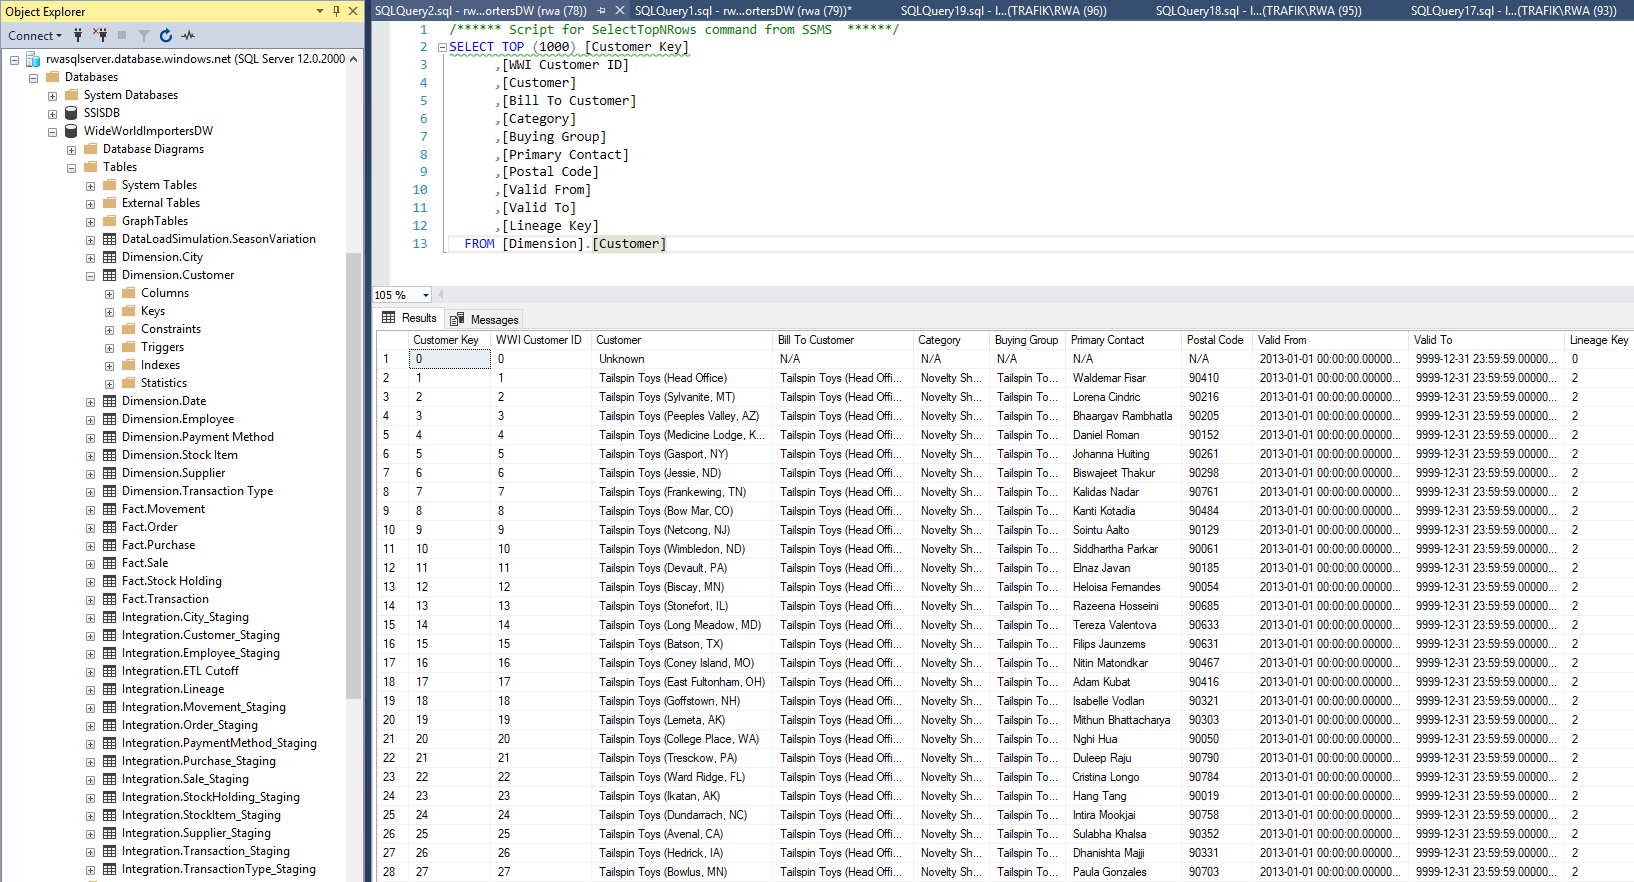 Object Explorer
Connect
rwasqlserver.database.windows.net (SQL Server 12.0.2000
Databases
System Databases
SSISDB
WideWorldImportersDW
Database Diagrams
Tables
System Tables
External Tables
GraphTables
DataLoadSimulation.SeasonVariation
Dimension.City
Dimension.Customer
Columns
Keys
Constraints
Triggers
Indexes
Statistics
Dimension.Date
Dimension.Employee
Dimension.Payment Method
Dimension.Stock Item
Dimension.Supplier
Dimension.Transaction Type
Fact.Movement
Fact.Order
Fact.Purchase
Fact.Sale
Fact.Stock Holding
Fact.Transaction
Integration.City_Staging
Integration.Customer_Staging
Integration.Employee_Staging
Integration.ETL Cutoff
Integration.Lineage
Integration.Movement_Staging
Integration.Order_Staging
Integration.PaymentMethod_Staging
Integration.Purchase_Staging
Integration.Sale_Staging
Integration.StockHolding_Staging
Integration.StockItem_Staging
Integration.Supplier_Staging
Integration.Transaction_Staging
Integration.TransactionType_Staging
SQLQuery2.sql - rw...ortersDW (rwa (78)) SQLQuery1.sql - rw...ortersDW (rwa (79))* SQLQuery19.sql - I...(TRAFIK\RWA (96)) SQLQuery18.sql - I...(TRAFIK\RWA (95)) SQLQuery17.sql - I...(TRAFIK\RWA (93))
1 /****** Script for SelectTopNRows command from SSMS ******/
2 SELECT TOP (1000) [Customer Key]
3 ,[WWI Customer ID]
4 ,[Customer]
5 ,[Bill To Customer]
6 ,[Category]
7 ,[Buying Group]
8 ,[Primary Contact]
9 ,[Postal Code]
10 ,[Valid From]
11 ,[Valid To]
12 ,[Lineage Key]
13 FROM [Dimension].[Customer]
105 %
Results Messages
Customer Key WWI Customer ID Customer Bill To Customer Category Buying Group Primary Contact Postal Code Valid From Valid To Lineage Key
1 0 0 Unknown N/A N/A N/A N/A N/A 2013-01-01 00:00:00.00000... 9999-12-31 23:59:59.00000... 0
2 1 1 Tailspin Toys (Head Office) Tailspin Toys (Head Offi... Novelty Sh... Tailspin To... Waldemar Fisar 90410 2013-01-01 00:00:00.00000... 9999-12-31 23:59:59.00000... 2
3 2 2 Tailspin Toys (Sylvanite, MT) Tailspin Toys (Head Offi... Novelty Sh... Tailspin To... Lorena Cindric 90216 2013-01-01 00:00:00.00000... 9999-12-31 23:59:59.00000... 2
4 3 3 Tailspin Toys (Peeples Valley, AZ) Tailspin Toys (Head Offi... Novelty Sh... Tailspin To... Bhaargav Rambhatla 90205 2013-01-01 00:00:00.00000... 9999-12-31 23:59:59.00000... 2
5 4 4 Tailspin Toys (Medicine Lodge, K... Tailspin Toys (Head Offi... Novelty Sh... Tailspin To... Daniel Roman 90152 2013-01-01 00:00:00.00000... 9999-12-31 23:59:59.00000... 2
6 5 5 Tailspin Toys (Gasport, NY) Tailspin Toys (Head Offi... Novelty Sh... Tailspin To... Johanna Huiting 90261 2013-01-01 00:00:00.00000... 9999-12-31 23:59:59.00000... 2
7 6 6 Tailspin Toys (Jessie, ND) Tailspin Toys (Head Offi... Novelty Sh... Tailspin To... Biswajeet Thakur 90298 2013-01-01 00:00:00.00000... 9999-12-31 23:59:59.00000... 2
8 7 7 Tailspin Toys (Frankewing, TN) Tailspin Toys (Head Offi... Novelty Sh... Tailspin To... Kalidas Nadar 90761 2013-01-01 00:00:00.00000... 9999-12-31 23:59:59.00000... 2
9 8 8 Tailspin Toys (Bow Mar, CO) Tailspin Toys (Head Offi... Novelty Sh... Tailspin To... Kanti Kotadia 90484 2013-01-01 00:00:00.00000... 9999-12-31 23:59:59.00000... 2
10 9 9 Tailspin Toys (Netcong, NJ) Tailspin Toys (Head Offi... Novelty Sh... Tailspin To... Sointu Aalto 90129 2013-01-01 00:00:00.00000... 9999-12-31 23:59:59.00000... 2
11 10 10 Tailspin Toys (Wimbledon, ND) Tailspin Toys (Head Offi... Novelty Sh... Tailspin To... Siddhartha Parkar 90061 2013-01-01 00:00:00.00000... 9999-12-31 23:59:59.00000... 2
12 11 11 Tailspin Toys (Devault, PA) Tailspin Toys (Head Offi... Novelty Sh... Tailspin To... Elnaz Javan 90185 2013-01-01 00:00:00.00000... 9999-12-31 23:59:59.00000... 2
13 12 12 Tailspin Toys (Biscay, MN) Tailspin Toys (Head Offi... Novelty Sh... Tailspin To... Heloisa Fernandes 90054 2013-01-01 00:00:00.00000... 9999-12-31 23:59:59.00000... 2
14 13 13 Tailspin Toys (Stonefort, IL) Tailspin Toys (Head Offi... Novelty Sh... Tailspin To... Razeena Hosseini 90685 2013-01-01 00:00:00.00000... 9999-12-31 23:59:59.00000... 2
15 14 14 Tailspin Toys (Long Meadow, MD) Tailspin Toys (Head Offi... Novelty Sh... Tailspin To... Tereza Valentova 90633 2013-01-01 00:00:00.00000... 9999-12-31 23:59:59.00000... 2
16 15 15 Tailspin Toys (Batson, TX) Tailspin Toys (Head Offi... Novelty Sh... Tailspin To... Filips Jaunzems 90631 2013-01-01 00:00:00.00000... 9999-12-31 23:59:59.00000... 2
17 16 16 Tailspin Toys (Coney Island, MO) Tailspin Toys (Head Offi... Novelty Sh... Tailspin To... Nitin Matondkar 90467 2013-01-01 00:00:00.00000... 9999-12-31 23:59:59.00000... 2
18 17 17 Tailspin Toys (East Fultonham, OH) Tailspin Toys (Head Offi... Novelty Sh... Tailspin To... Adam Kubat 90416 2013-01-01 00:00:00.00000... 9999-12-31 23:59:59.00000... 2
19 18 18 Tailspin Toys (Goffstown, NH) Tailspin Toys (Head Offi... Novelty Sh... Tailspin To... Isabelle Vodlan 90321 2013-01-01 00:00:00.00000... 9999-12-31 23:59:59.00000... 2
20 19 19 Tailspin Toys (Lemeta, AK) Tailspin Toys (Head Offi... Novelty Sh... Tailspin To... Mithun Bhattacharya 90303 2013-01-01 00:00:00.00000... 9999-12-31 23:59:59.00000... 2
21 20 20 Tailspin Toys (College Place, WA) Tailspin Toys (Head Offi... Novelty Sh... Tailspin To... Nghi Hua 90050 2013-01-01 00:00:00.00000... 9999-12-31 23:59:59.00000... 2
22 21 21 Tailspin Toys (Tresckow, PA) Tailspin Toys (Head Offi... Novelty Sh... Tailspin To... Duleep Raju 90790 2013-01-01 00:00:00.00000... 9999-12-31 23:59:59.00000... 2
23 22 22 Tailspin Toys (Ward Ridge, FL) Tailspin Toys (Head Offi... Novelty Sh... Tailspin To... Cristina Longo 90784 2013-01-01 00:00:00.00000... 9999-12-31 23:59:59.00000... 2
24 23 23 Tailspin Toys (Ikatan, AK) Tailspin Toys (Head Offi... Novelty Sh... Tailspin To... Hang Tang 90019 2013-01-01 00:00:00.00000... 9999-12-31 23:59:59.00000... 2
25 24 24 Tailspin Toys (Dundarrach, NC) Tailspin Toys (Head Offi... Novelty Sh... Tailspin To... Intira Mookjai 90758 2013-01-01 00:00:00.00000... 9999-12-31 23:59:59.00000... 2
26 25 25 Tailspin Toys (Avenal, CA) Tailspin Toys (Head Offi... Novelty Sh... Tailspin To... Sulabha Khalsa 90352 2013-01-01 00:00:00.00000... 9999-12-31 23:59:59.00000... 2
27 26 26 Tailspin Toys (Hedrick, IA) Tailspin Toys (Head Offi... Novelty Sh... Tailspin To... Dhanishta Majji 90331 2013-01-01 00:00:00.00000... 9999-12-31 23:59:59.00000... 2
28 27 27 Tailspin Toys (Bowlus, MN) Tailspin Toys (Head Offi... Novelty Sh... Tailspin To... Paula Gonzales 90703 2013-01-01 00:00:00.00000... 9999-12-31 23:59:59.00000... 2